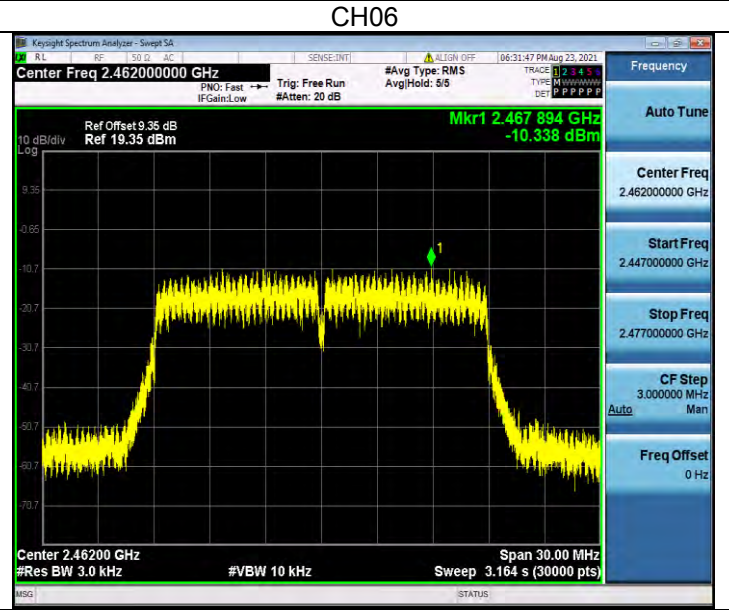 CH06
Keysight Spectrum Analyzer - Swept SA
RL RF 50 Ω AC SENSE:INT ALIGN OFF 06:31:47 PM Aug 23, 2021
Center Freq 2.462000000 GHz
PNO: Fast
IFGain:Low
Trig: Free Run
#Atten: 20 dB
#Avg Type: RMS
Avg|Hold: 5/5
TRACE 1 2 3 4 5 6
TYPE M WWWWW
DET P P P P P P
Frequency
Mkr1 2.467 894 GHz
-10.338 dBm
Ref Offset 9.35 dB
10 dB/div Ref 19.35 dBm
Log
9.35
-0.65
-10.7
-20.7
-30.7
-40.7
-50.7
-60.7
-70.7
1
Auto Tune
Center Freq
2.462000000 GHz
Start Freq
2.447000000 GHz
Stop Freq
2.477000000 GHz
CF Step
3.000000 MHz
Auto Man
Freq Offset
0 Hz
Center 2.46200 GHz Span 30.00 MHz
#Res BW 3.0 kHz #VBW 10 kHz Sweep 3.164 s (30000 pts)
MSG STATUS